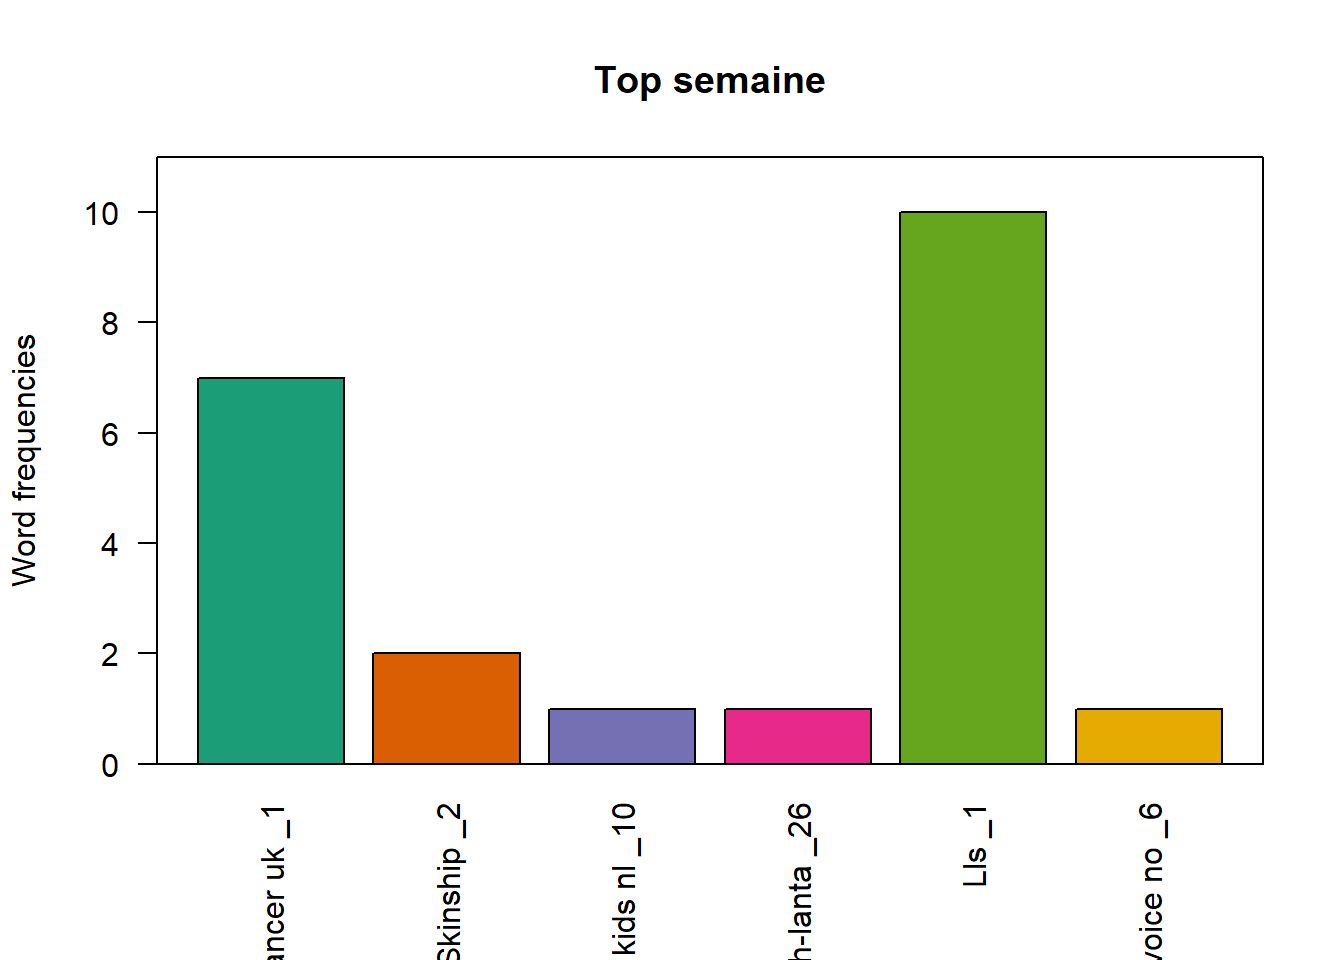 Top semaine
Word frequencies
10
8
6
4
2
0
ancer uk _1
Skinship _2
kids nl _10
h-lanta _26
Lls _1
voice no _6